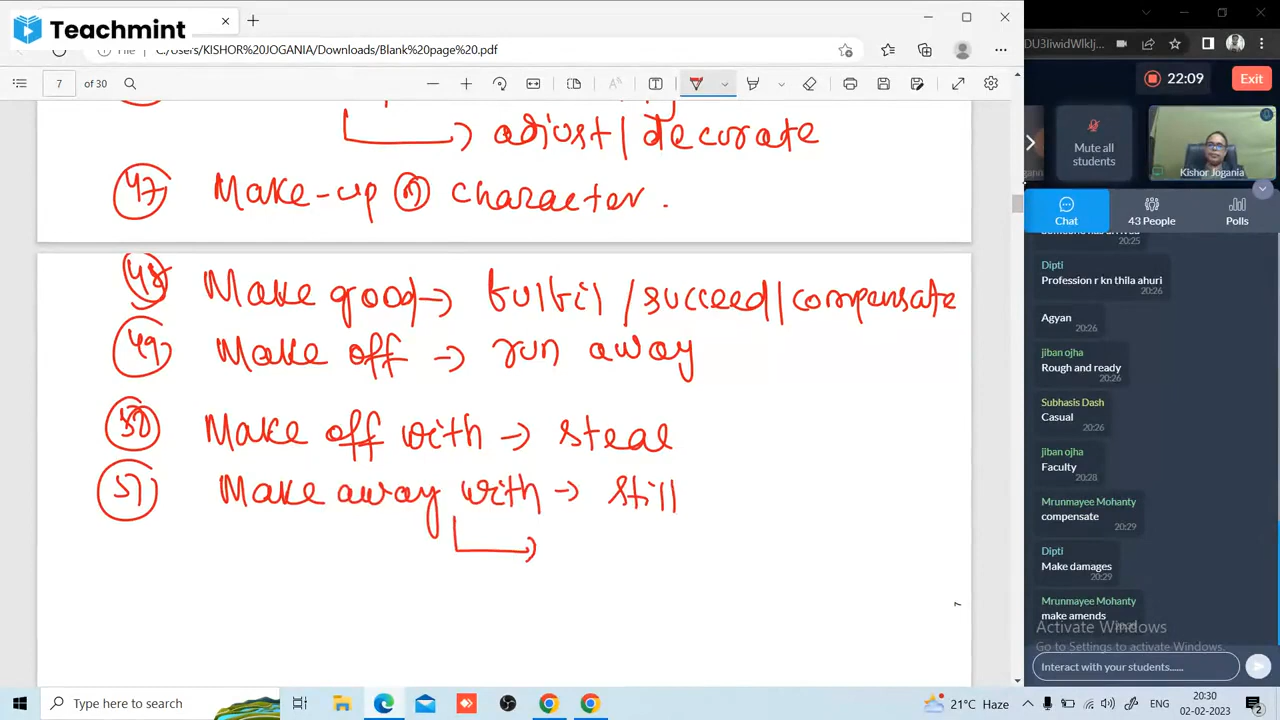 Teachmint
File
C:/Users/KISHOR%20JOGANIA/Downloads/Blank%20page%20.pdf
DU3IiwidWlkIjo
7 of 30
22:09 Exit
Mute all students
Kishor Jogania
adjust/decorate
47 Make-up (n) character.
48 Make good → fulfil/succeed/compensate
49 Make off → run away
50 Make off with → steal
51 Make away with → still
7
Chat
43 People
Polls
20:25
Dipti
Profession r kn thila ahuri
20:26
Agyan
20:26
jiban ojha
Rough and ready
20:26
Subhasis Dash
Casual
20:26
jiban ojha
Faculty
20:28
Mrunmayee Mohanty
compensate
20:29
Dipti
Make damages
20:29
Mrunmayee Mohanty
make amends
Activate Windows
Go to Settings to activate Windows.
Interact with your students......
Type here to search
21°C Haze
ENG
20:30
02-02-2023
2